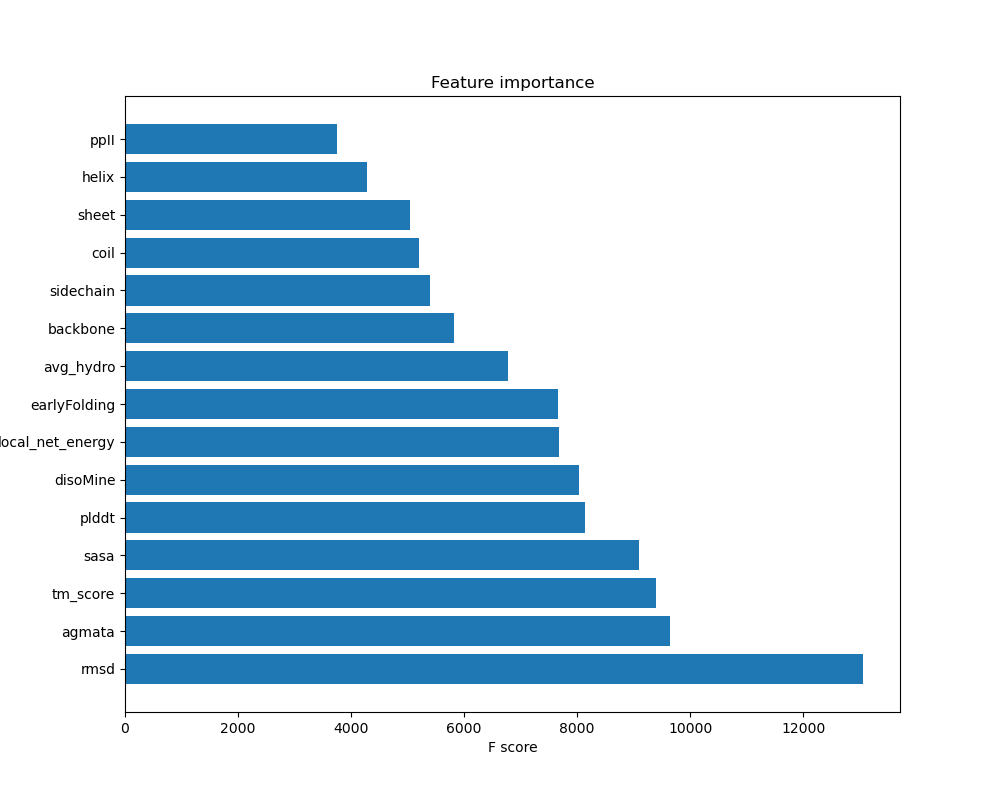 Feature importance
ppII
helix
sheet
coil
sidechain
backbone
avg_hydro
earlyFolding
local_net_energy
disoMine
plddt
sasa
tm_score
agmata
rmsd
0 2000 4000 6000 8000 10000 12000
F score